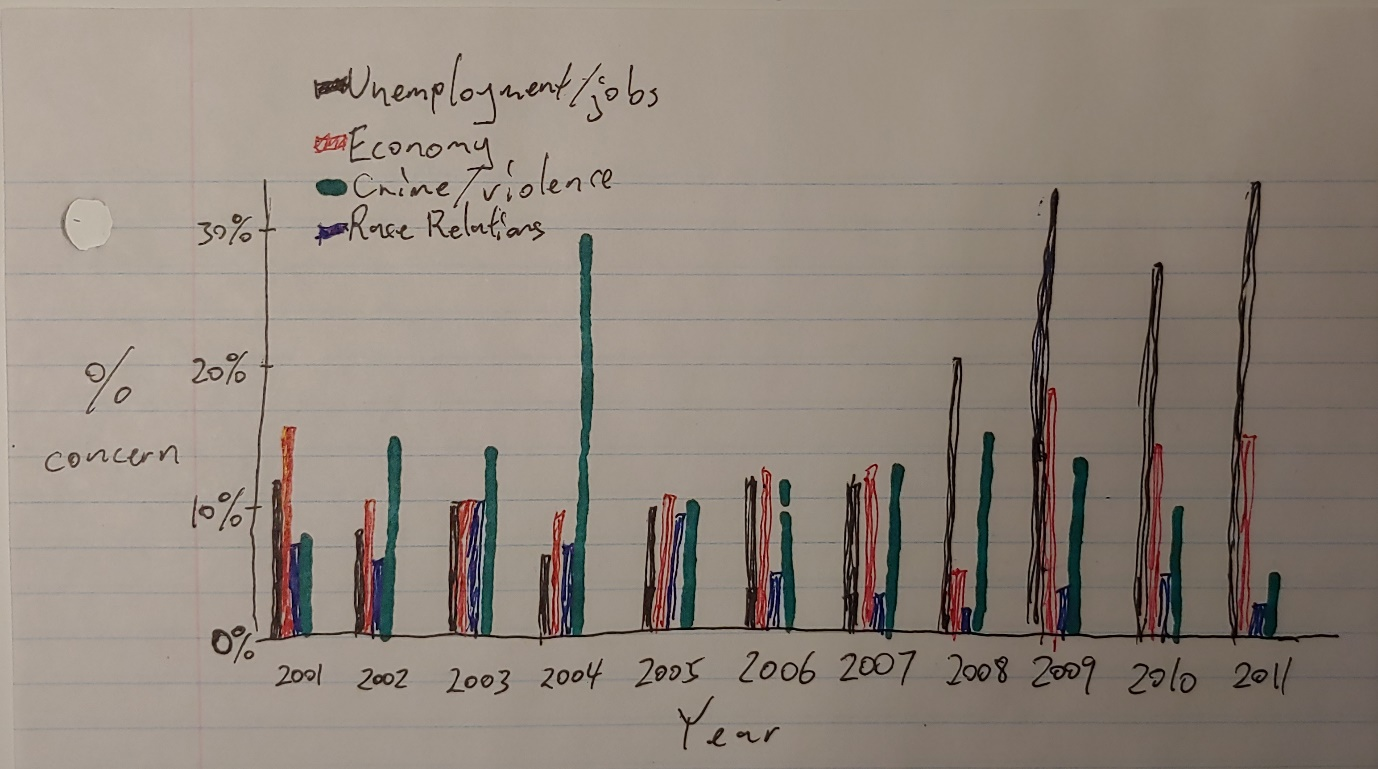 Unemployment/jobs
Economy
Crime/violence
Race Relations
30%
20%
10%
0%
% concern
2001 2002 2003 2004 2005 2006 2007 2008 2009 2010 2011
Year